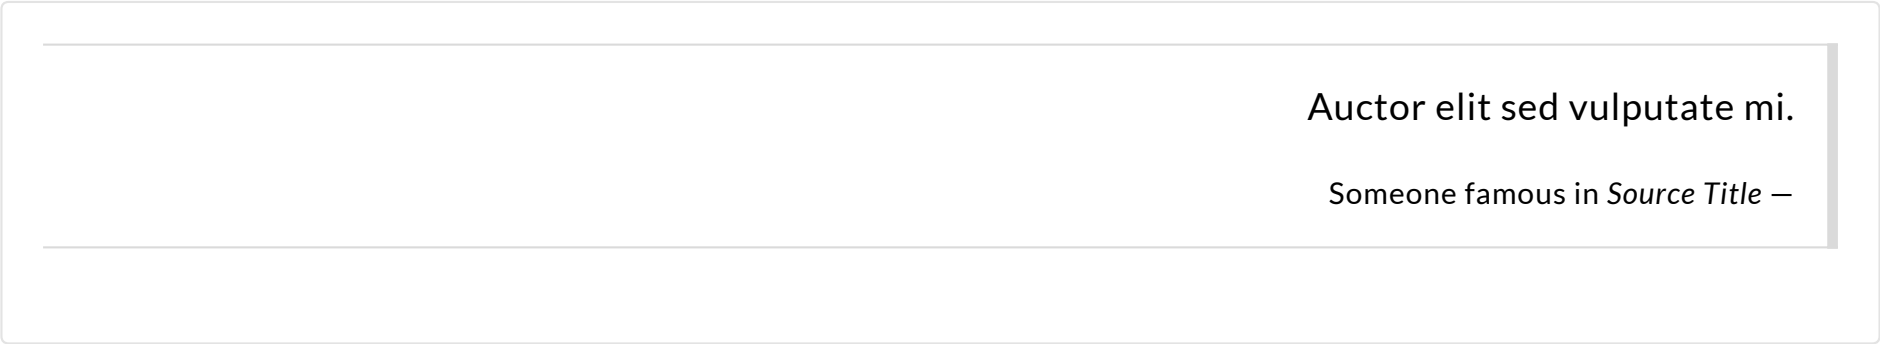 Auctor elit sed vulputate mi.
Someone famous in Source Title —